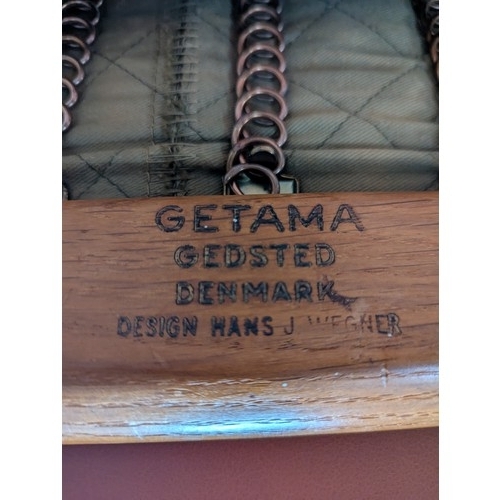 GETAMA
GEDSTED
DENMARK
DESIGN HANS J WEGNER